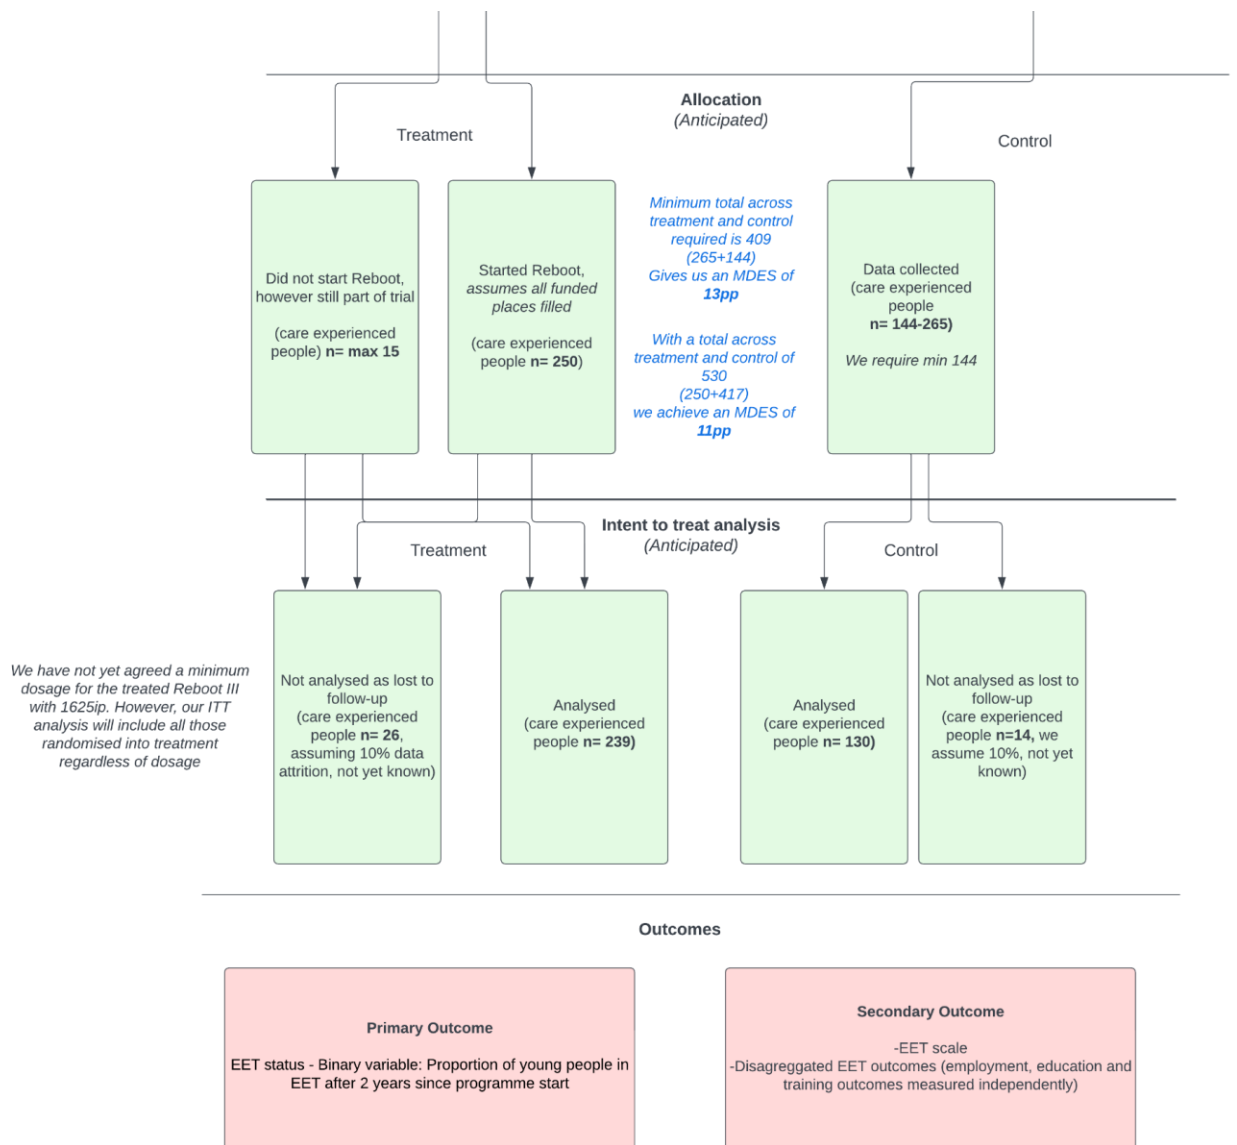 Allocation
(Anticipated)
Treatment
Control
Did not start Reboot,
however still part of trial
(care experienced
people) n= max 15
Started Reboot,
assumes all funded
places filled
(care experienced
people n= 250)
Minimum total across
treatment and control
required is 409
(265+144)
Gives us an MDES of
13pp
With a total across
treatment and control of
530
(250+417)
we achieve an MDES of
11pp
Data collected
(care experienced
people
n= 144-265)
We require min 144
Intent to treat analysis
(Anticipated)
Treatment
Control
We have not yet agreed a minimum
dosage for the treated Reboot III
with 1625ip. However, our ITT
analysis will include all those
randomised into treatment
regardless of dosage
Not analysed as lost to
follow-up
(care experienced
people n= 26,
assuming 10% data
attrition, not yet known)
Analysed
(care experienced
people n= 239)
Analysed
(care experienced
people n= 130)
Not analysed as lost to
follow-up
(care experienced
people n=14, we
assume 10%, not yet
known)
Outcomes
Primary Outcome
EET status - Binary variable: Proportion of young people in
EET after 2 years since programme start
Secondary Outcome
-EET scale
-Disagreggated EET outcomes (employment, education and
training outcomes measured independently)